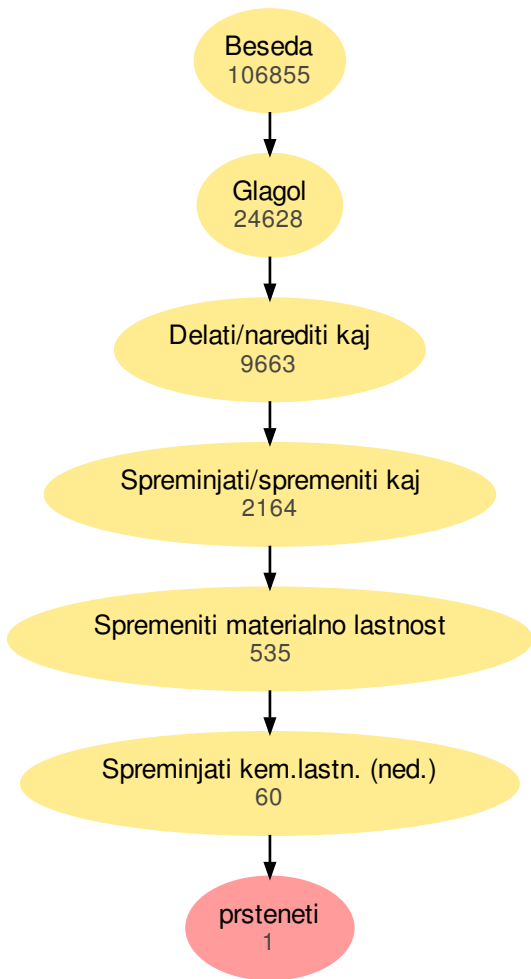 Beseda
106855
Glagol
24628
Delati/narediti kaj
9663
Spreminjati/spremeniti kaj
2164
Spremeniti materialno lastnost
535
Spreminjati kem.lastn. (ned.)
60
prsteneti
1